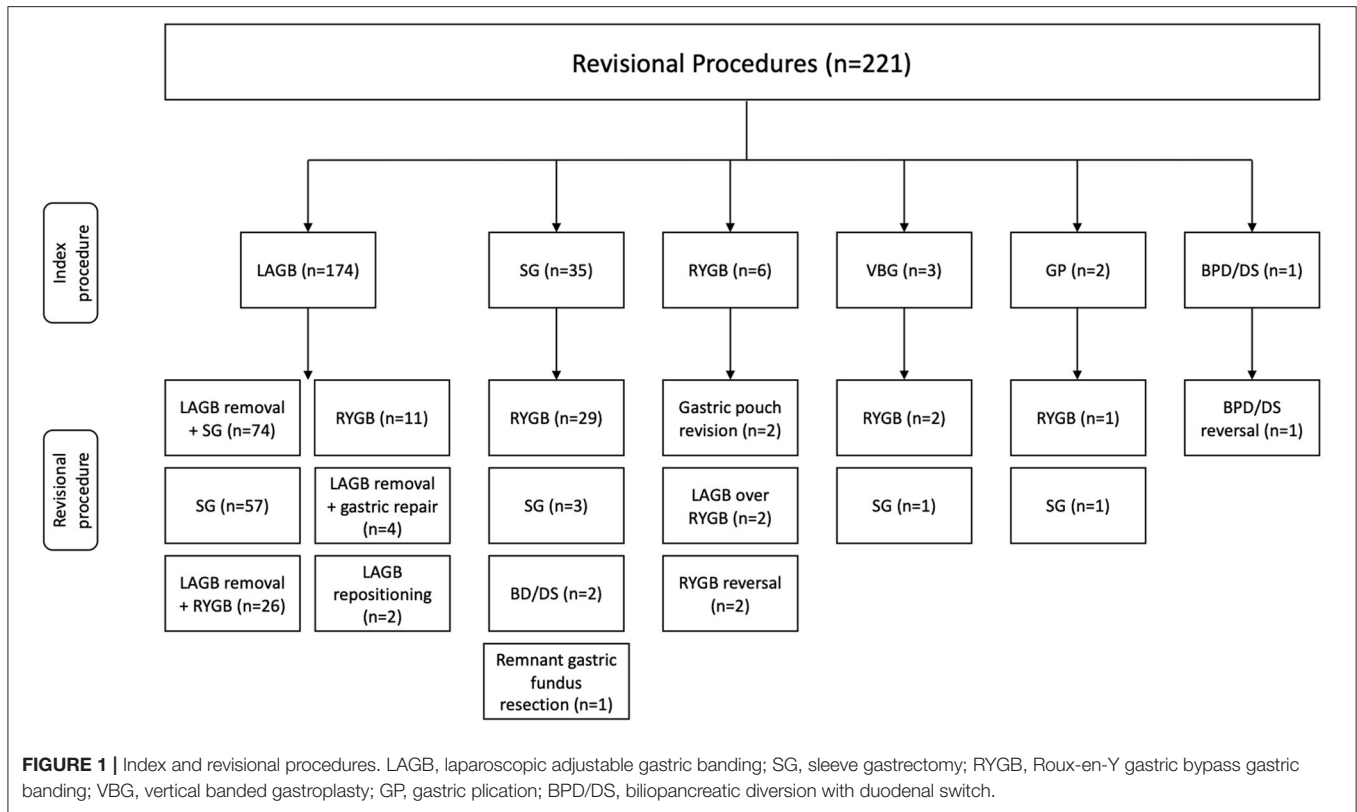 Revisional Procedures (n=221)
Index
procedure
LAGB (n=174)
SG (n=35)
RYGB (n=6)
VBG (n=3)
GP (n=2)
BPD/DS (n=1)
Revisional
procedure
LAGB removal
+ SG (n=74)
RYGB (n=11)
RYGB (n=29)
Gastric pouch
revision (n=2)
RYGB (n=2)
RYGB (n=1)
BPD/DS
reversal (n=1)
SG (n=57)
LAGB removal
+ gastric repair
(n=4)
SG (n=3)
LAGB over
RYGB (n=2)
SG (n=1)
SG (n=1)
LAGB removal
+ RYGB (n=26)
LAGB
repositioning
(n=2)
BD/DS (n=2)
RYGB reversal
(n=2)
Remnant gastric
fundus
resection (n=1)
FIGURE 1 | Index and revisional procedures. LAGB, laparoscopic adjustable gastric banding; SG, sleeve gastrectomy; RYGB, Roux-en-Y gastric bypass gastric
banding; VBG, vertical banded gastroplasty; GP, gastric plication; BPD/DS, biliopancreatic diversion with duodenal switch.